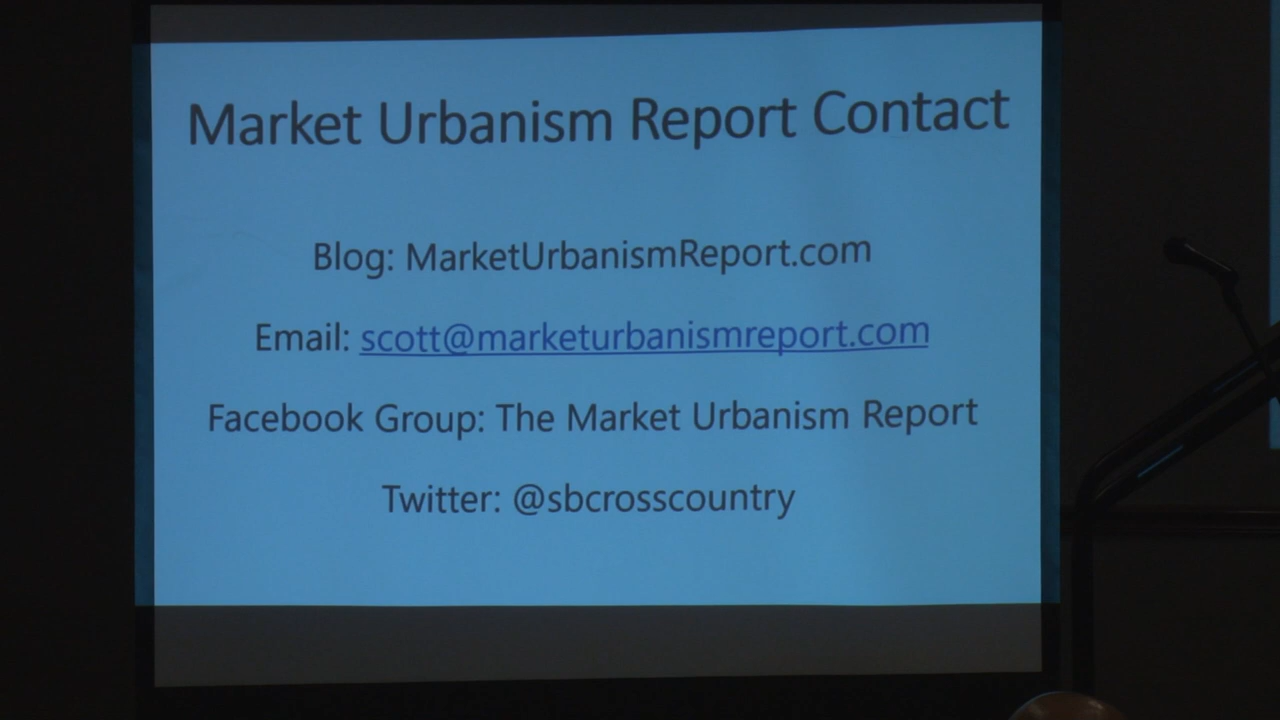 Market Urbanism Report Contact
Blog: MarketUrbanismReport.com
Email: scott@marketurbanismreport.com
Facebook Group: The Market Urbanism Report
Twitter: @sbcrosscountry